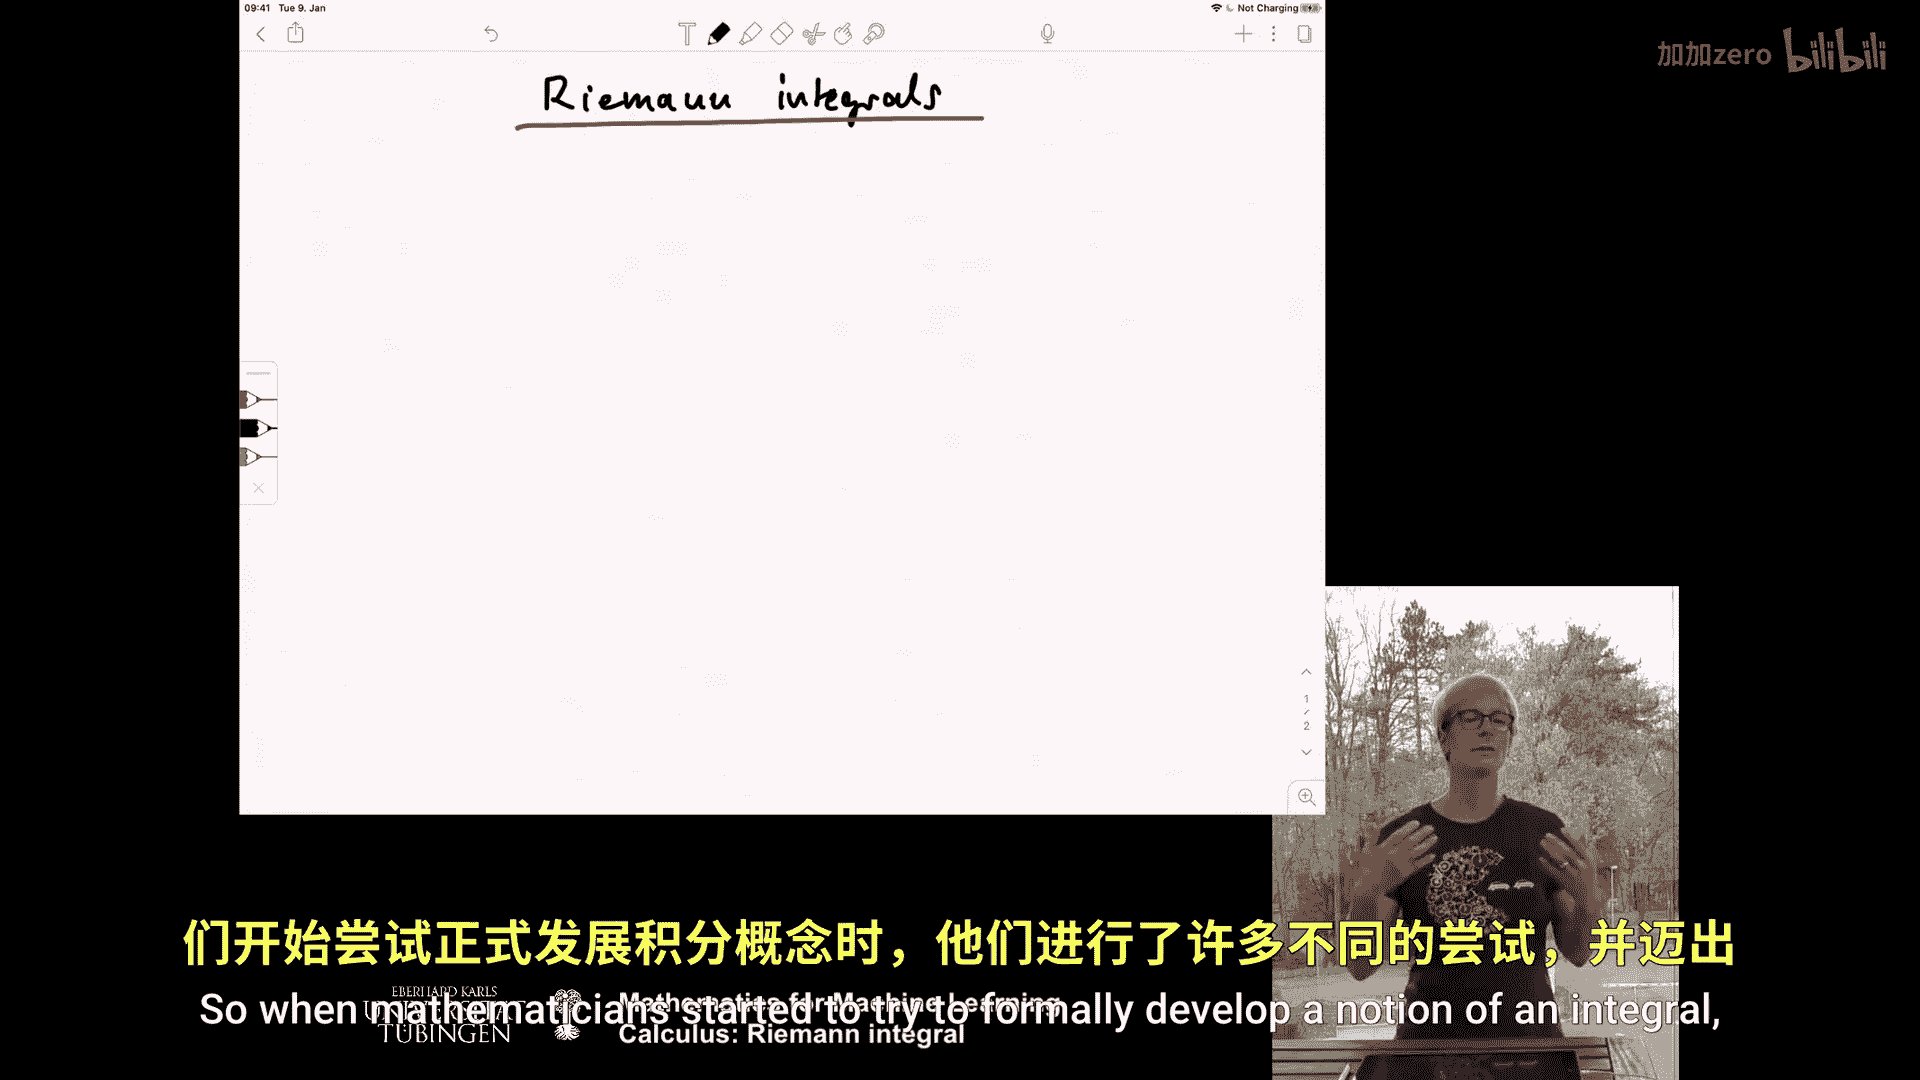 09:41 Tue 9. Jan
Not Charging
加加zero bilibili
Riemann integrals
1
/
2
们开始尝试正式发展积分概念时，他们进行了许多不同的尝试，并迈出
So when mathematicians started to try to formally develop a notion of an integral,
EBERHARD KARLS
UNIVERSITÄT
TÜBINGEN
Mathematics for Machine Learning
Calculus: Riemann integral